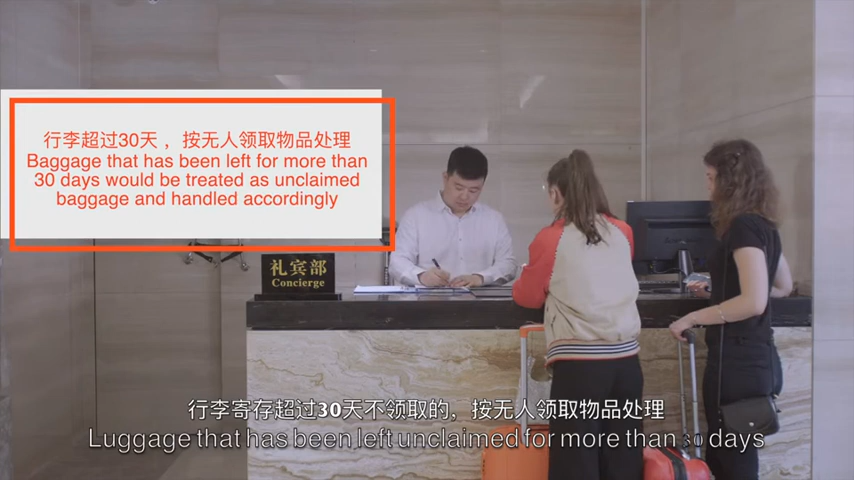 行李超过30天，按无人领取物品处理
Baggage that has been left for more than
30 days would be treated as unclaimed
baggage and handled accordingly
礼宾部
Concierge
行李寄存超过30天不领取的，按无人领取物品处理
Luggage that has been left unclaimed for more than 30 days